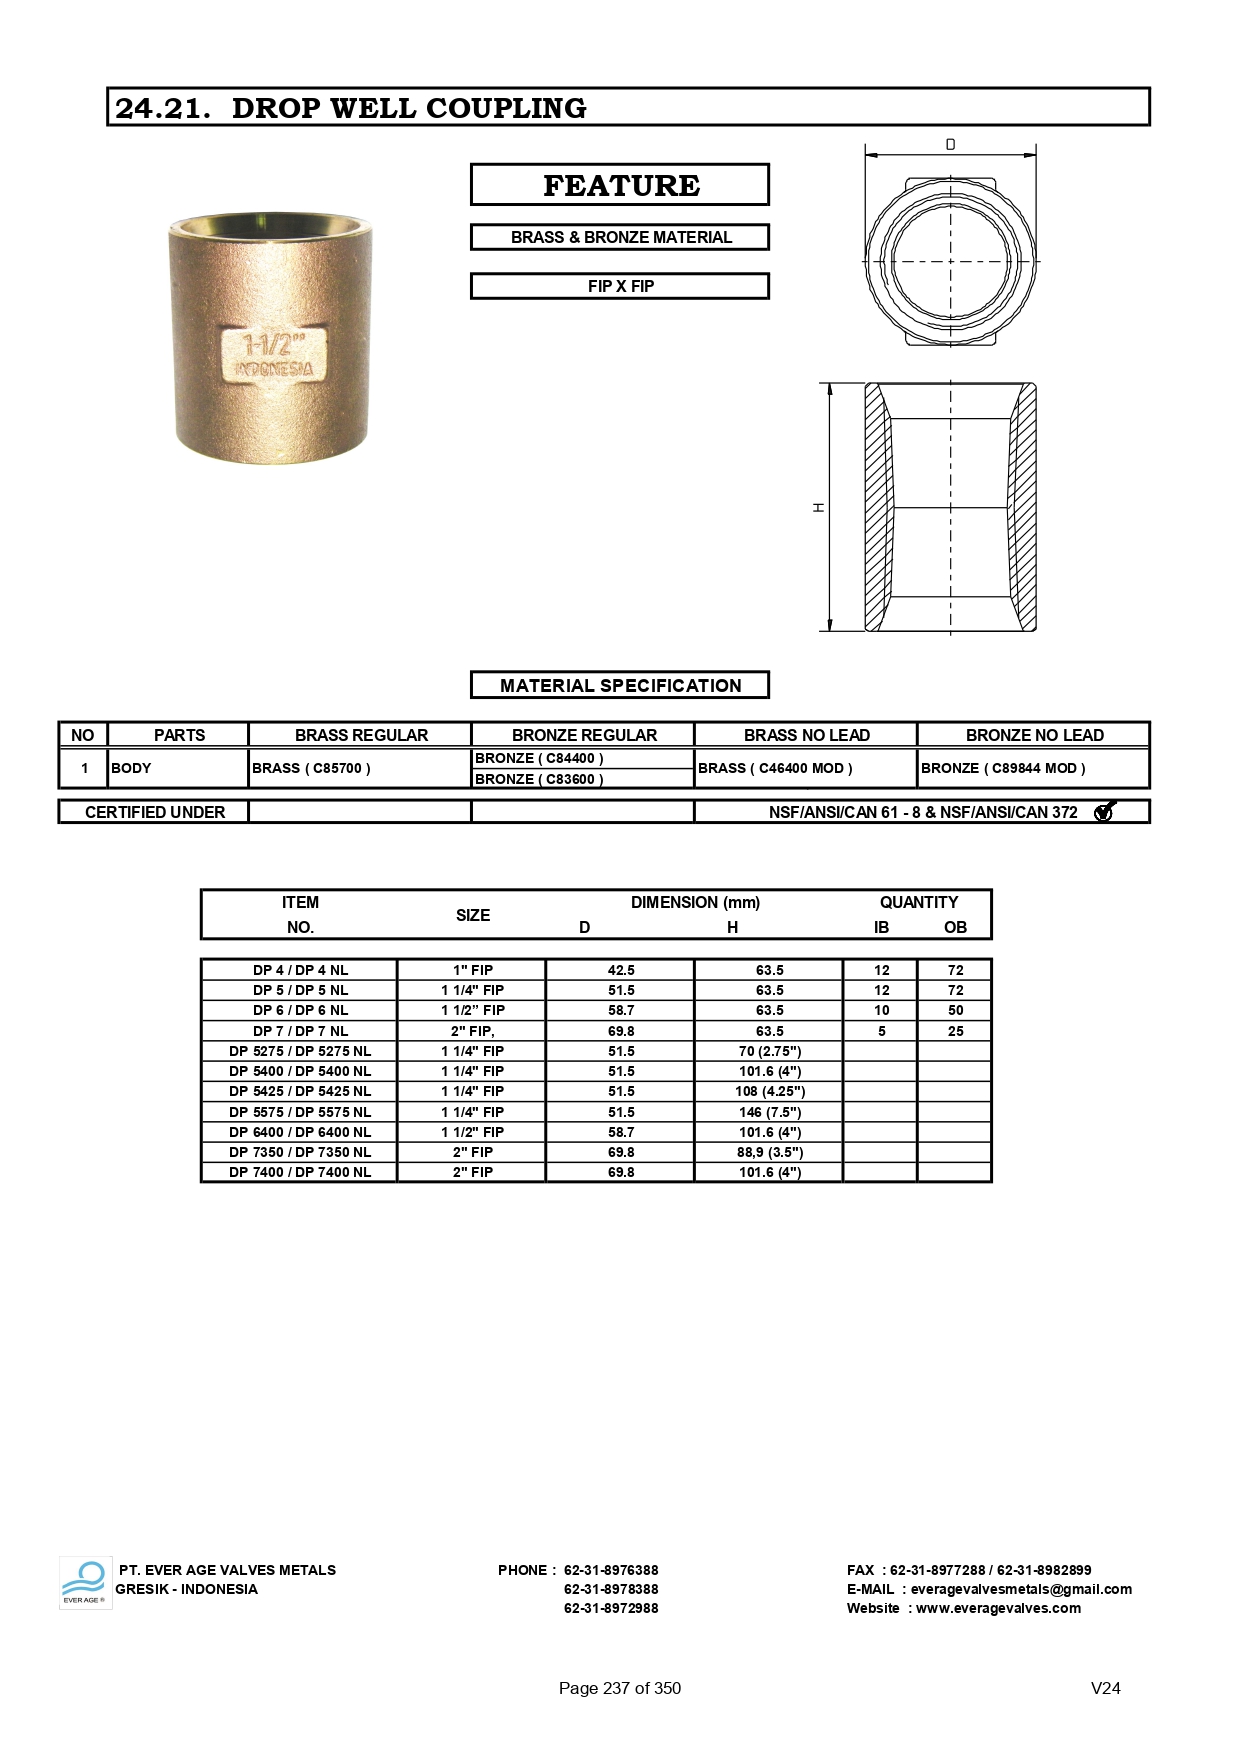 24.21.  DROP WELL COUPLING
FEATURE
BRASS & BRONZE MATERIAL
FIP X FIP
1-1/2"
INDONESIA
D
H
MATERIAL SPECIFICATION
NO PARTS BRASS REGULAR BRONZE REGULAR BRASS NO LEAD BRONZE NO LEAD
1 BODY BRASS ( C85700 ) BRONZE ( C84400 ) BRASS ( C46400 MOD ) BRONZE ( C89844 MOD )
BRONZE ( C83600 )
CERTIFIED UNDER NSF/ANSI/CAN 61 - 8 & NSF/ANSI/CAN 372
ITEM SIZE DIMENSION (mm) QUANTITY
NO. D H IB OB
DP 4 / DP 4 NL 1" FIP 42.5 63.5 12 72
DP 5 / DP 5 NL 1 1/4" FIP 51.5 63.5 12 72
DP 6 / DP 6 NL 1 1/2” FIP 58.7 63.5 10 50
DP 7 / DP 7 NL 2" FIP, 69.8 63.5 5 25
DP 5275 / DP 5275 NL 1 1/4" FIP 51.5 70 (2.75")
DP 5400 / DP 5400 NL 1 1/4" FIP 51.5 101.6 (4")
DP 5425 / DP 5425 NL 1 1/4" FIP 51.5 108 (4.25")
DP 5575 / DP 5575 NL 1 1/4" FIP 51.5 146 (7.5")
DP 6400 / DP 6400 NL 1 1/2" FIP 58.7 101.6 (4")
DP 7350 / DP 7350 NL 2" FIP 69.8 88,9 (3.5")
DP 7400 / DP 7400 NL 2" FIP 69.8 101.6 (4")
EVER AGE ®
PT. EVER AGE VALVES METALS PHONE : 62-31-8976388 FAX : 62-31-8977288 / 62-31-8982899
GRESIK - INDONESIA 62-31-8978388 E-MAIL : everagevalvesmetals@gmail.com
62-31-8972988 Website : www.everagevalves.com
Page 237 of 350 V24